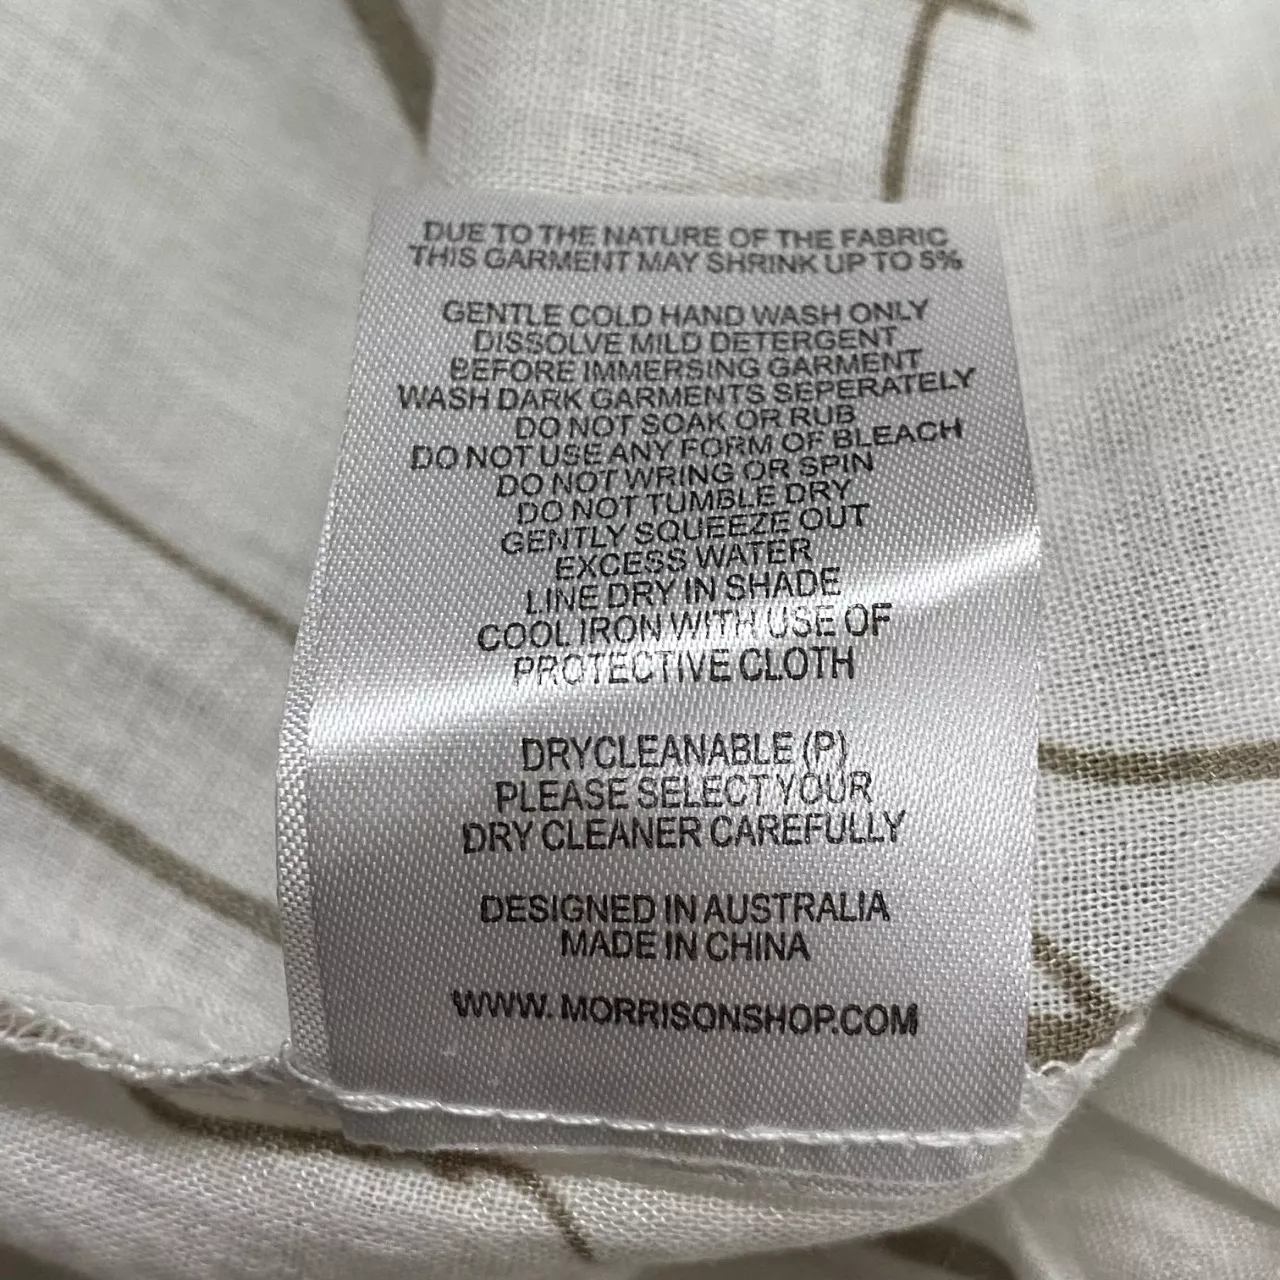 DUE TO THE NATURE OF THE FABRIC
THIS GARMENT MAY SHRINK UP TO 5%
GENTLE COLD HAND WASH ONLY
DISSOLVE MILD DETERGENT
BEFORE IMMERSING GARMENT
WASH DARK GARMENTS SEPERATELY
DO NOT SOAK OR RUB
DO NOT USE ANY FORM OF BLEACH
DO NOT WRING OR SPIN
DO NOT TUMBLE DRY
GENTLY SQUEEZE OUT
EXCESS WATER
LINE DRY IN SHADE
COOL IRON WITH USE OF
PROTECTIVE CLOTH
DRYCLEANABLE (P)
PLEASE SELECT YOUR
DRY CLEANER CAREFULLY
DESIGNED IN AUSTRALIA
MADE IN CHINA
WWW.MORRISONSHOP.COM